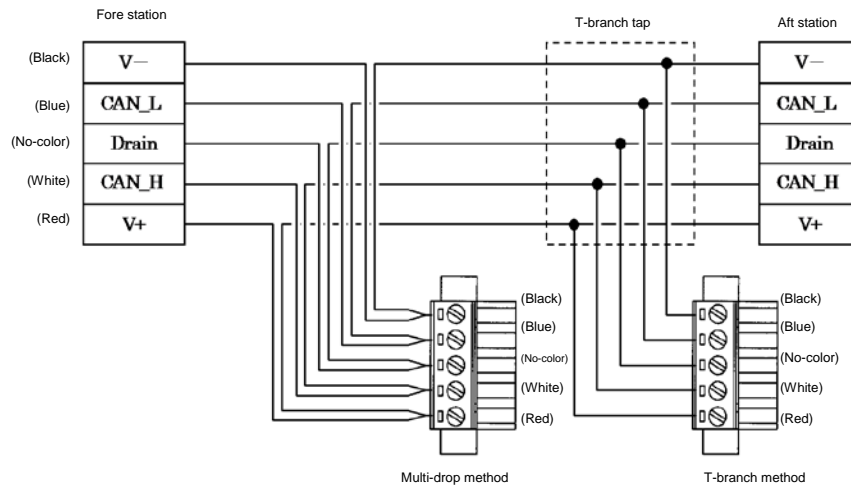 Fore station
T-branch tap
Aft station
(Black)
V—
V—
(Blue)
CAN_L
CAN_L
(No-color)
Drain
Drain
(White)
CAN_H
CAN_H
(Red)
V+
V+
(Black)
(Blue)
(No-color)
(White)
(Red)
(Black)
(Blue)
(No-color)
(White)
(Red)
Multi-drop method
T-branch method